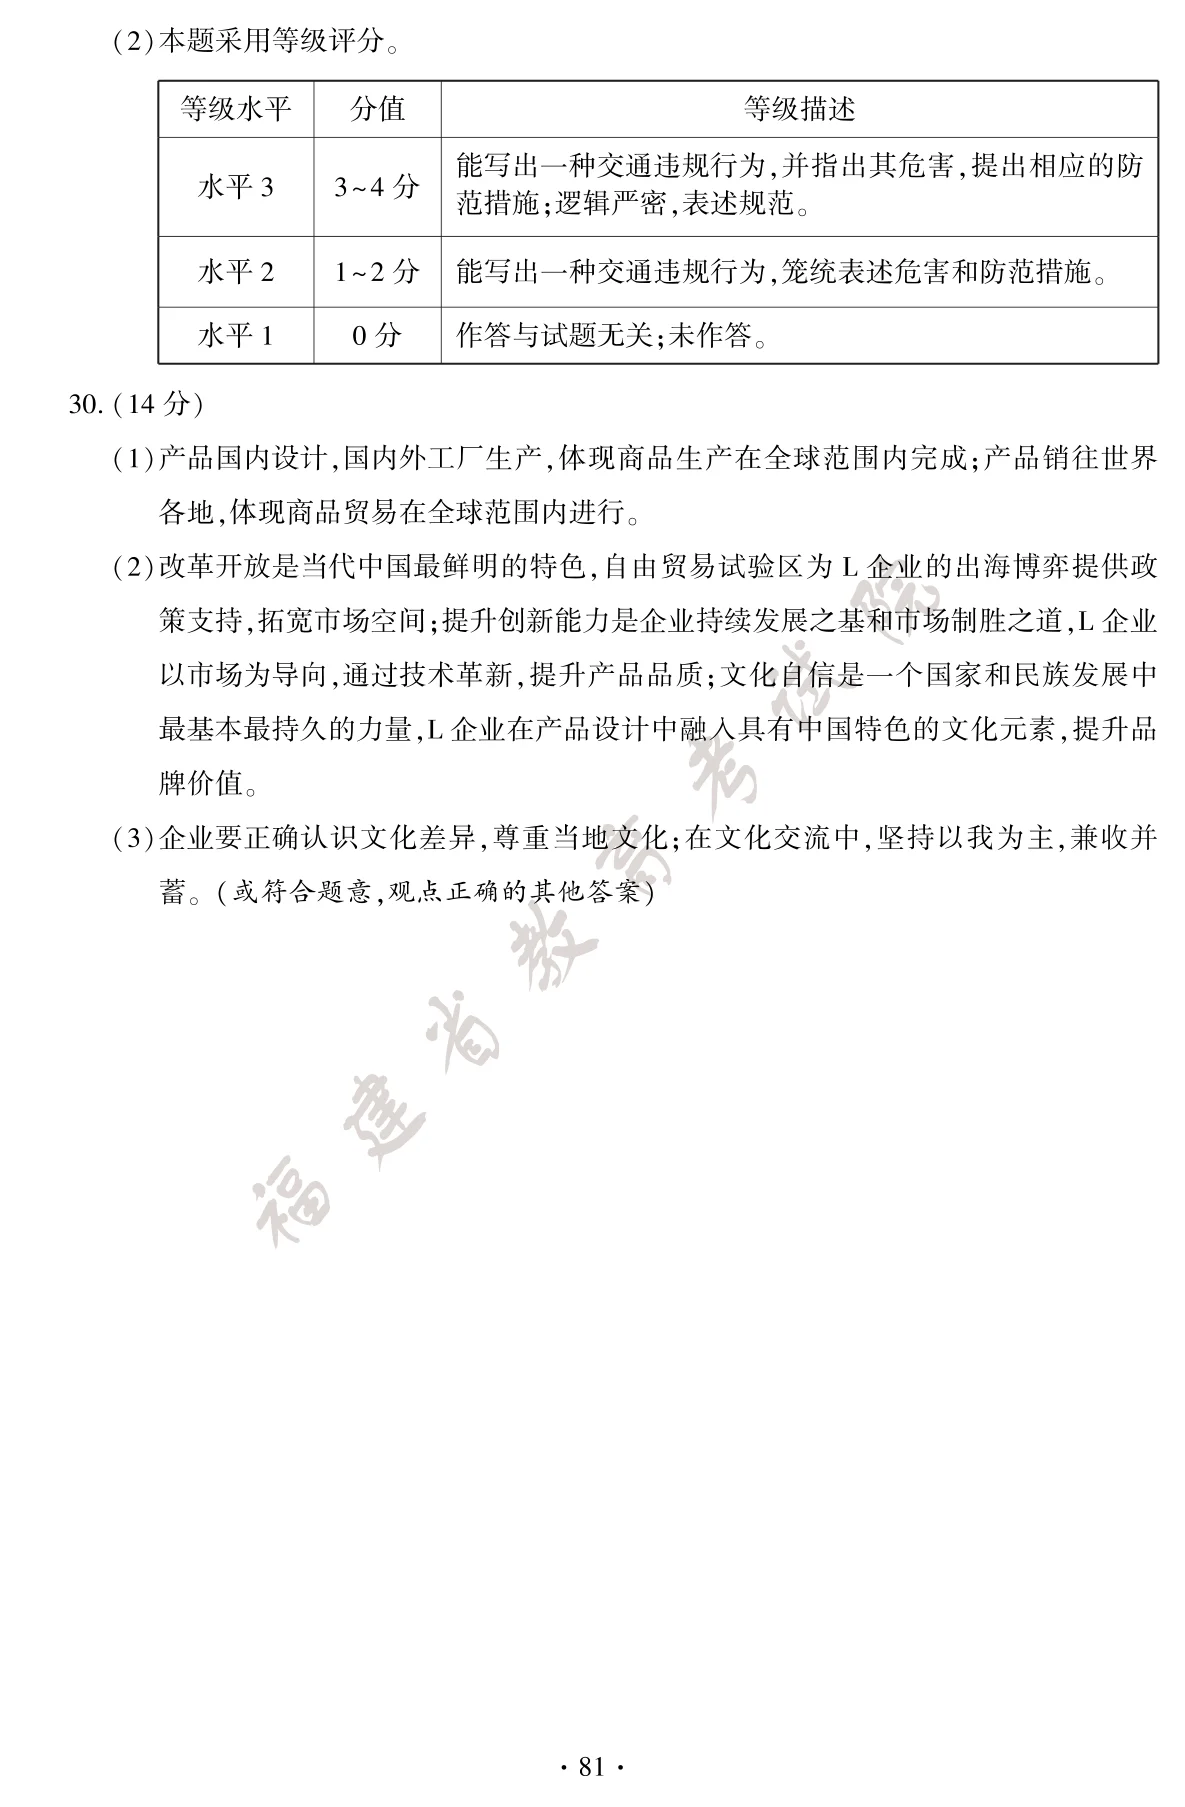 (2)本题采用等级评分。
等级水平 分值 等级描述
水平3 3~4分 能写出一种交通违规行为,并指出其危害,提出相应的防
范措施;逻辑严密,表述规范。
水平2 1~2分 能写出一种交通违规行为,笼统表述危害和防范措施。
水平1 0分 作答与试题无关;未作答。
30.(14分)
(1)产品国内设计,国内外工厂生产,体现商品生产在全球范围内完成;产品销往世界
各地,体现商品贸易在全球范围内进行。
(2)改革开放是当代中国最鲜明的特色,自由贸易试验区为L企业的出海博弈提供政
策支持,拓宽市场空间;提升创新能力是企业持续发展之基和市场制胜之道,L企业
以市场为导向,通过技术革新,提升产品品质;文化自信是一个国家和民族发展中
最基本最持久的力量,L企业在产品设计中融入具有中国特色的文化元素,提升品
牌价值。
(3)企业要正确认识文化差异,尊重当地文化;在文化交流中,坚持以我为主,兼收并
蓄。(或符合题意,观点正确的其他答案)
福建省教育考试院
·81·